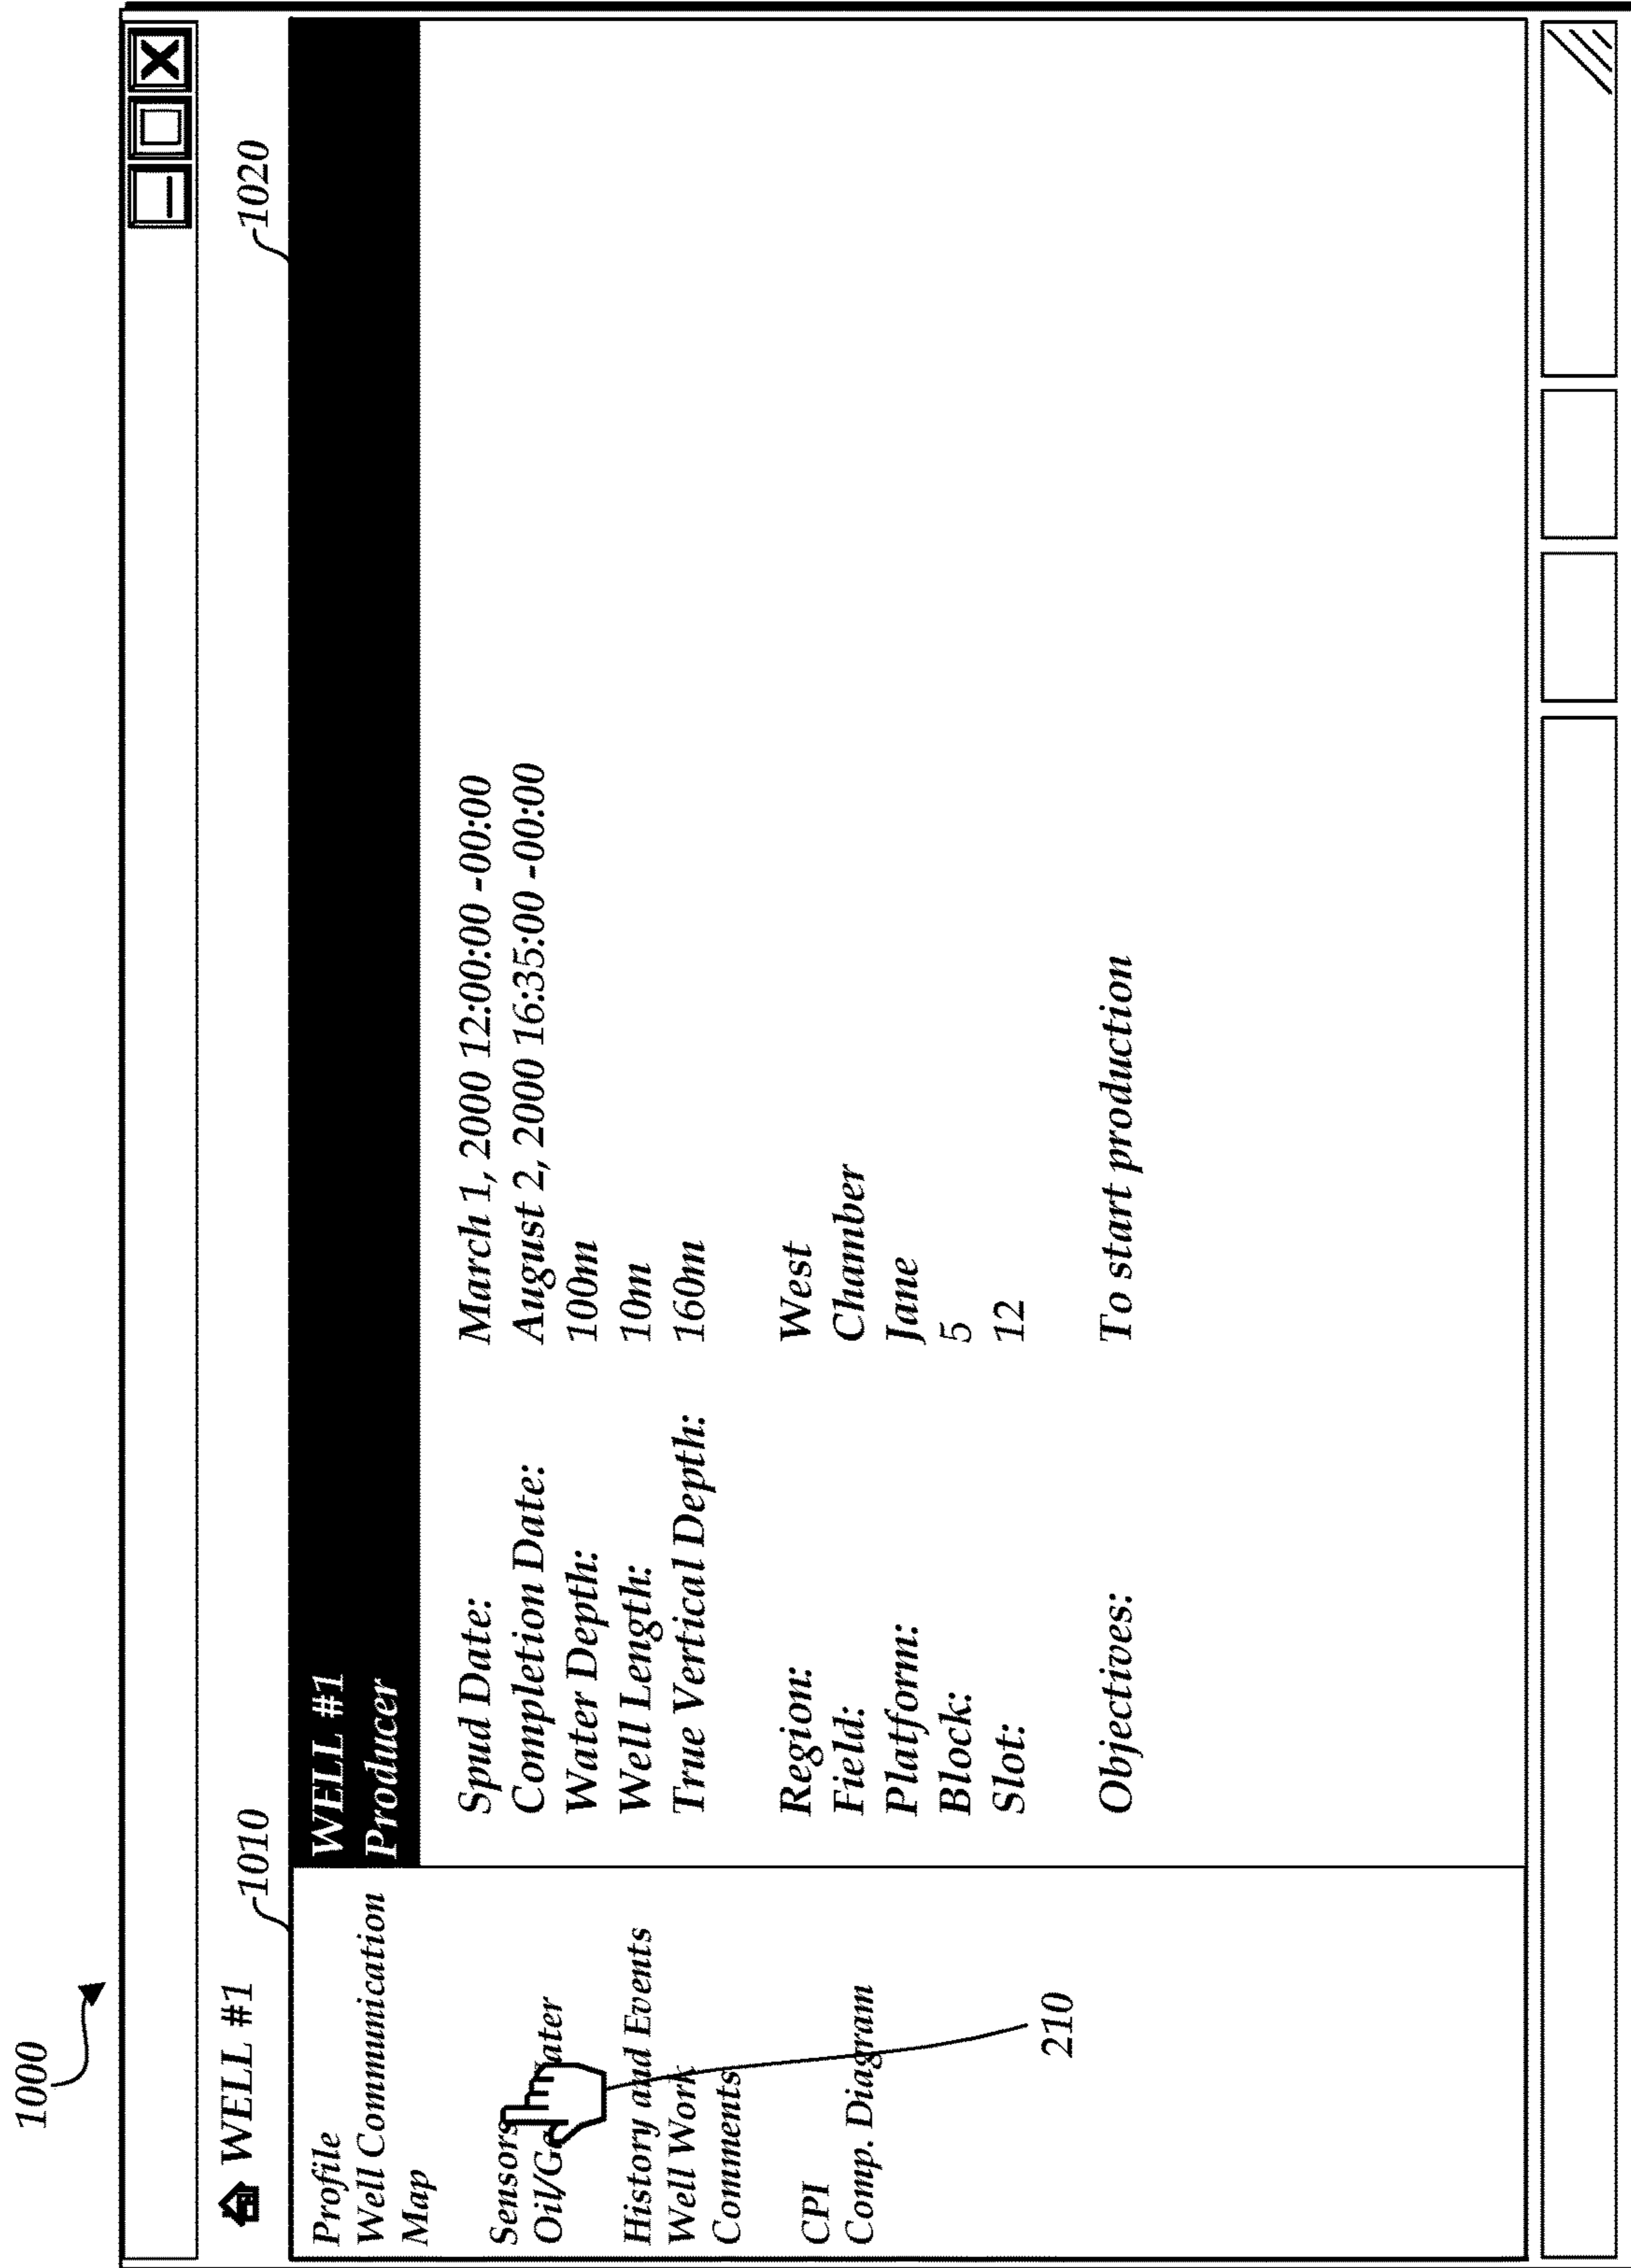 1000
WELL #1
1010
1020
Profile
Well Communication
Map
Sensors
History and Events
Well Work
Comments
CPI
Comp. Diagram
210
WELL #1
Producer
Spud Date: March 1, 2000 12:00:00 -00:00
Completion Date: August 2, 2000 16:35:00 -00:00
Water Depth: 100m
Well Length: 10m
True Vertical Depth: 160m
Region: West
Field: Chamber
Platform: Jane
Block: 5
Slot: 12
Objectives: To start production